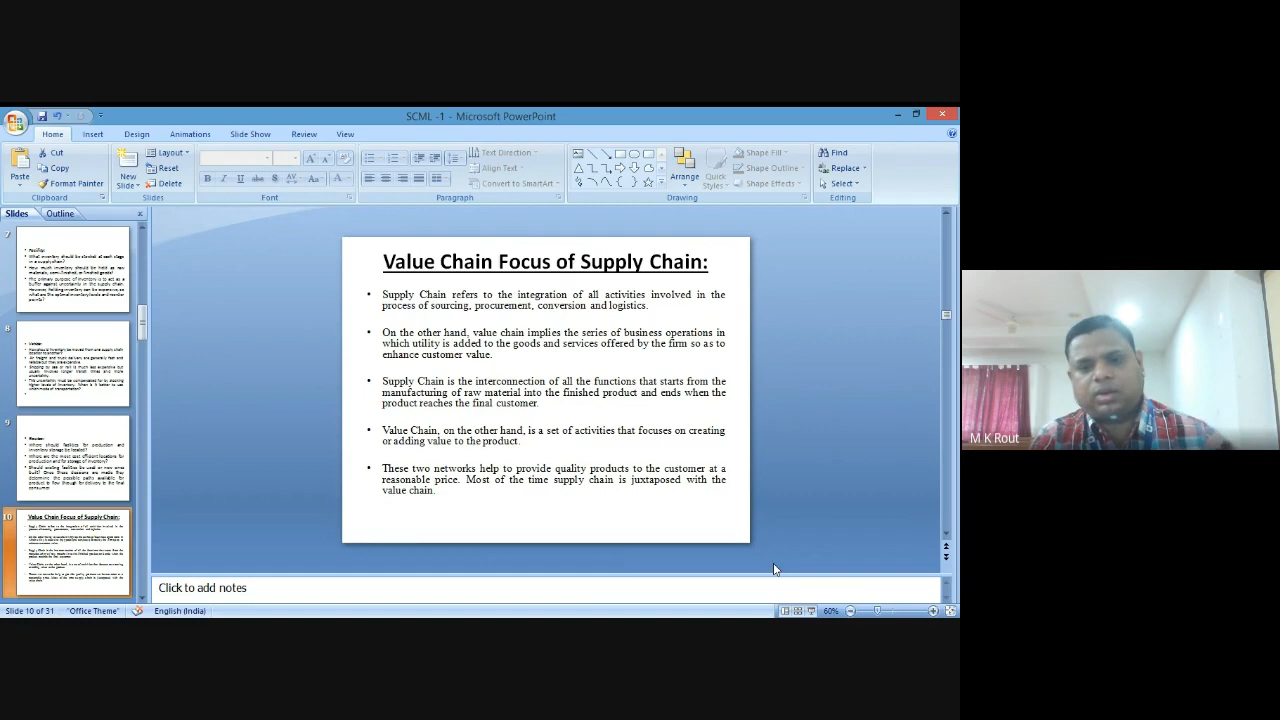 SCML -1 - Microsoft PowerPoint
Home Insert Design Animations Slide Show Review View
Paste
Cut
Copy
Format Painter
Clipboard
New
Slide
Layout
Reset
Delete
Slides
Font
Paragraph
Text Direction
Align Text
Convert to SmartArt
Arrange
Quick
Styles
Shape Fill
Shape Outline
Shape Effects
Drawing
Find
Replace
Select
Editing
Slides Outline
7
8
9
10
Value Chain Focus of Supply Chain:
Value Chain Focus of Supply Chain:
• Supply Chain refers to the integration of all activities involved in the
process of sourcing, procurement, conversion and logistics.
• On the other hand, value chain implies the series of business operations in
which utility is added to the goods and services offered by the firm so as to
enhance customer value.
• Supply Chain is the interconnection of all the functions that starts from the
manufacturing of raw material into the finished product and ends when the
product reaches the final customer.
• Value Chain, on the other hand, is a set of activities that focuses on creating
or adding value to the product.
• These two networks help to provide quality products to the customer at a
reasonable price. Most of the time supply chain is juxtaposed with the
value chain.
Click to add notes
Slide 10 of 31 "Office Theme" English (India) 60%
M K Rout